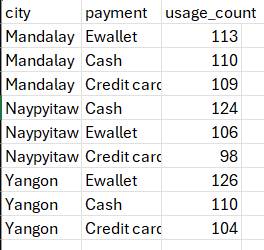 city payment usage_count
Mandalay Ewallet 113
Mandalay Cash 110
Mandalay Credit card 109
Naypyitaw Cash 124
Naypyitaw Ewallet 106
Naypyitaw Credit card 98
Yangon Ewallet 126
Yangon Cash 110
Yangon Credit card 104